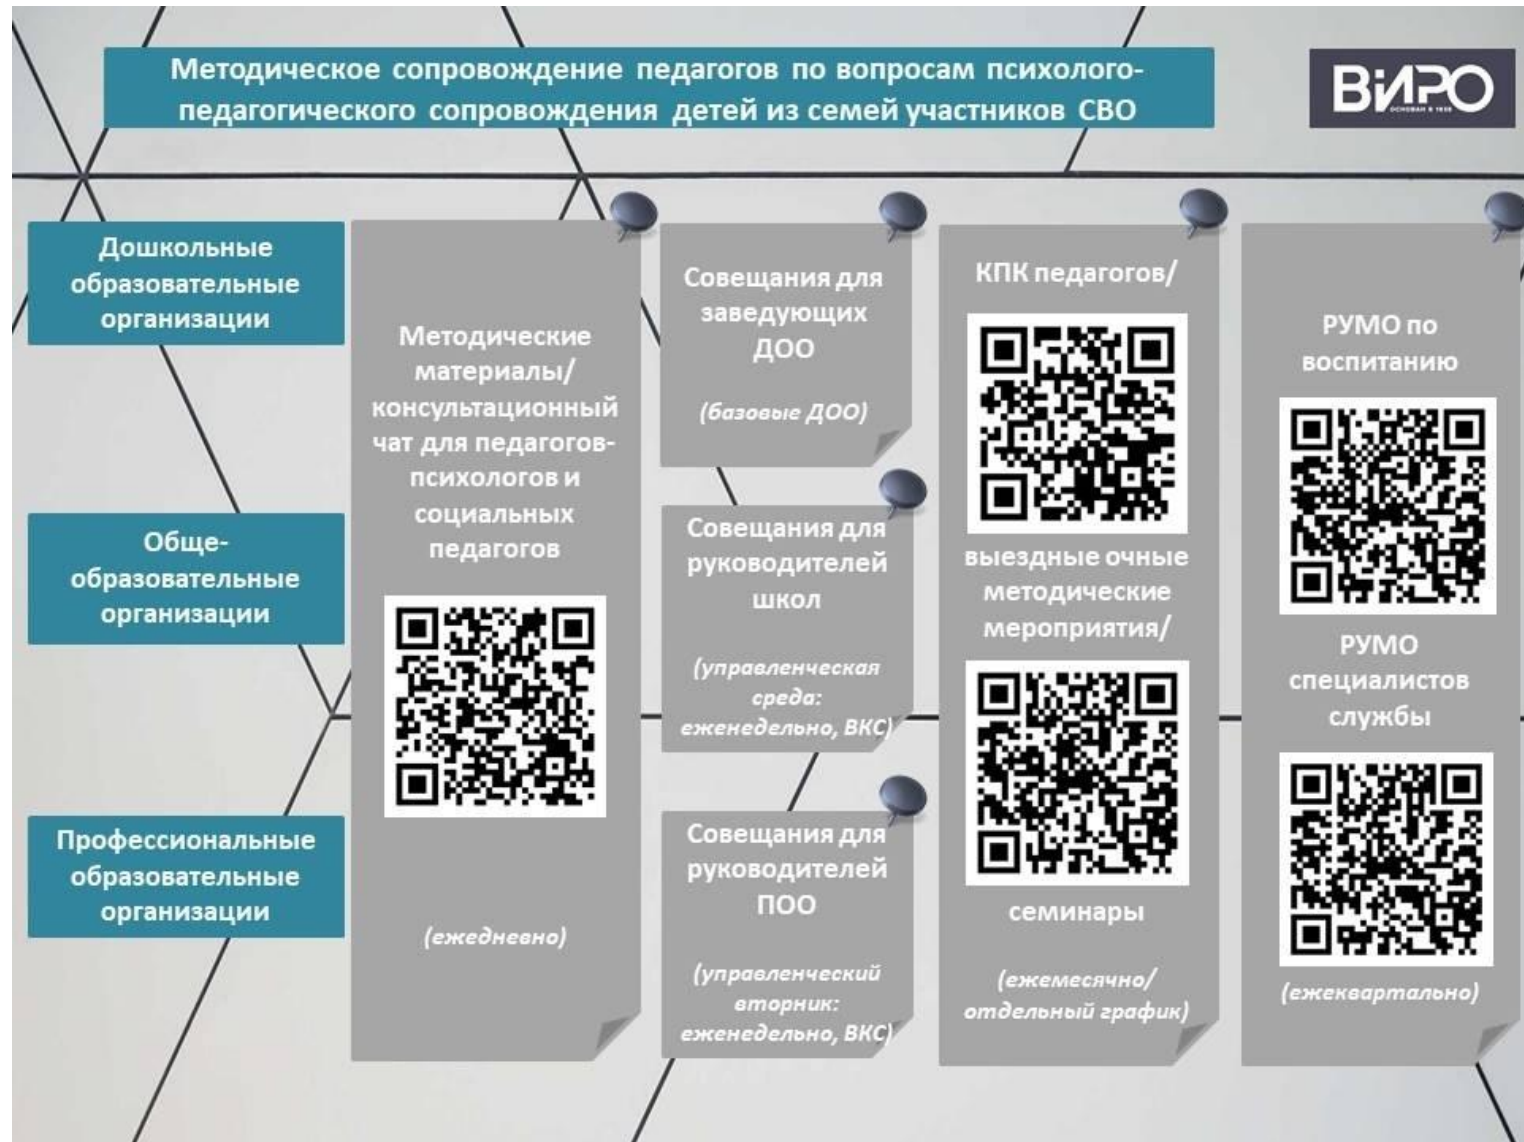 Методическое сопровождение педагогов по вопросам психолого-
педагогического сопровождения детей из семей участников СВО
ВИРО
ОСНОВАН В 1938
Дошкольные
образовательные
организации
Обще-
образовательные
организации
Профессиональные
образовательные
организации
Методические
материалы/
консультационный
чат для педагогов-
психологов и
социальных
педагогов
(ежедневно)
Совещания для
заведующих
ДОО
(базовые ДОО)
Совещания для
руководителей
школ
(управленческая
среда:
еженедельно, ВКС)
Совещания для
руководителей
ПОО
(управленческий
вторник:
еженедельно, ВКС)
КПК педагогов/
выездные очные
методические
мероприятия/
семинары
(ежемесячно/
отдельный график)
РУМО по
воспитанию
РУМО
специалистов
службы
(ежеквартально)